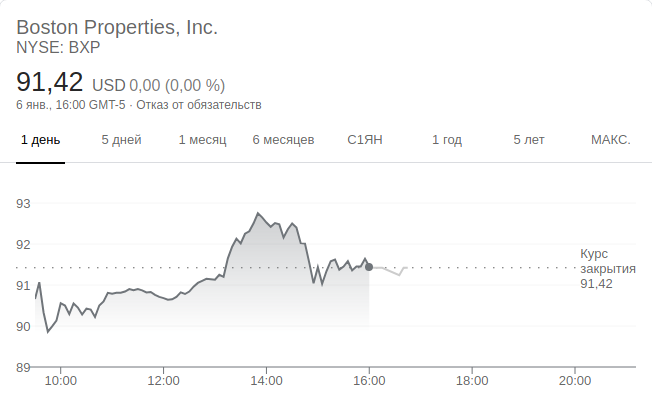 Boston Properties, Inc.
NYSE: BXP
91,42 USD 0,00 (0,00 %)
6 янв., 16:00 GMT-5 · Отказ от обязательств
1 день 5 дней 1 месяц 6 месяцев С1ЯН 1 год 5 лет МАКС.
93
92
91
90
89
Курс
закрытия
91,42
10:00 12:00 14:00 16:00 18:00 20:00